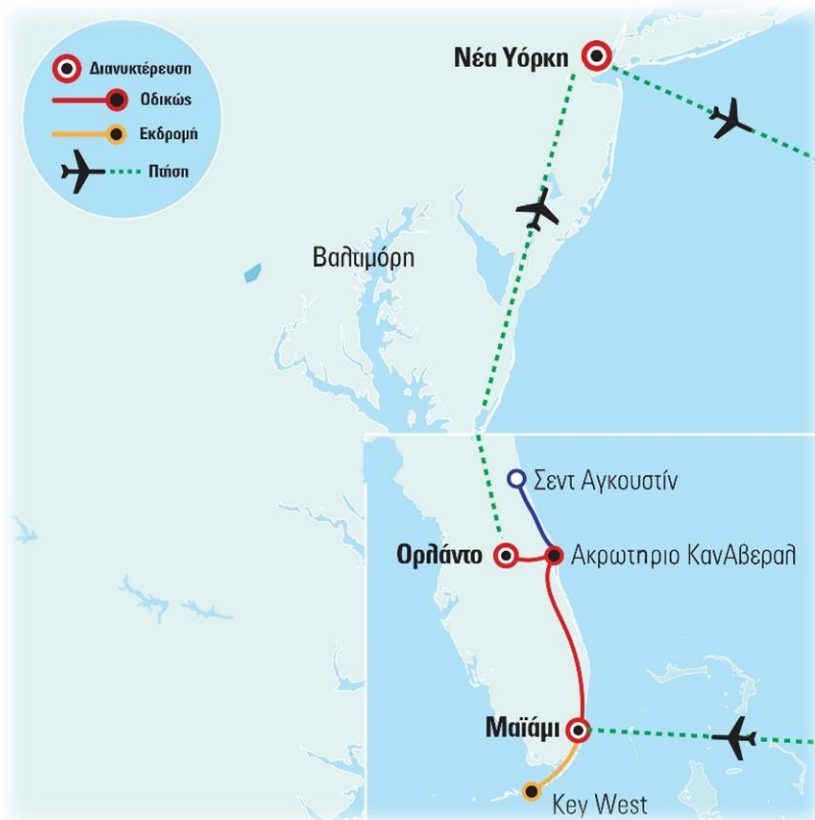 Νέα Υόρκη
Διανυκτέρευση
Οδικώς
Εκδρομή
Πτήση
Βαλτιμόρη
Σεντ Αγκουστίν
Ορλάντο
Ακρωτηριο ΚανΑβεραλ
Μαϊάμι
Key West